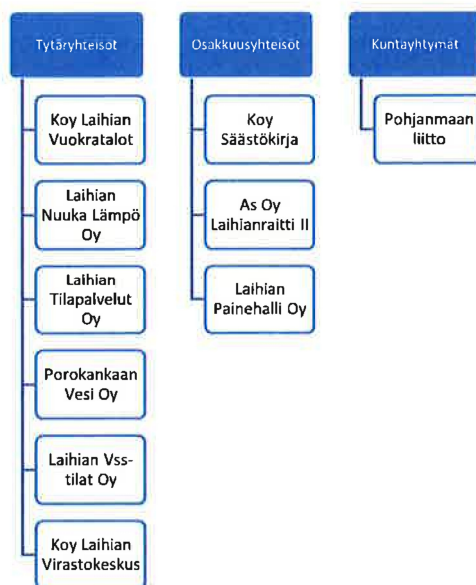 Tytäryhteisöt
Koy Laihian
Vuokratalot
Laihian
Nuuka Lämpö
Oy
Laihian
Tilapalvelut
Oy
Porokankaan
Vesi Oy
Laihian Vss-
tilat Oy
Koy Laihian
Virastokeskus
Osakkuusyhteisöt
Koy
Säästökirja
As Oy
Laihianraitti II
Laihian
Painehalli Oy
Kuntayhtymät
Pohjanmaan
liitto